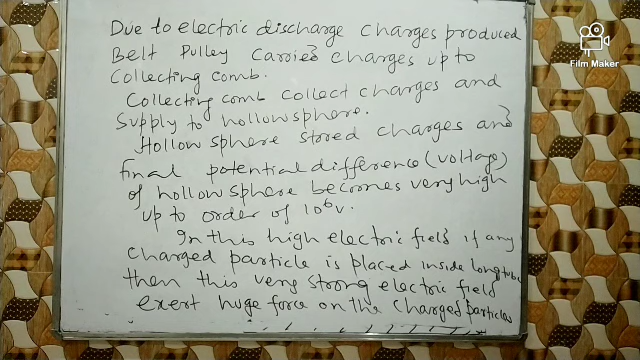 Due to electric discharge charges produced
Belt Pulley carries charges up to
Collecting comb.
Collecting comb collect charges and
supply to hollow sphere.
Hollow sphere stored charges and
final potential difference (voltage)
of hollow sphere becomes very high
up to order of 10⁶v.
In this high electric field if any
charged particle is placed inside long tube
then this very strong electric field
exert huge force on the charged particles
Film Maker